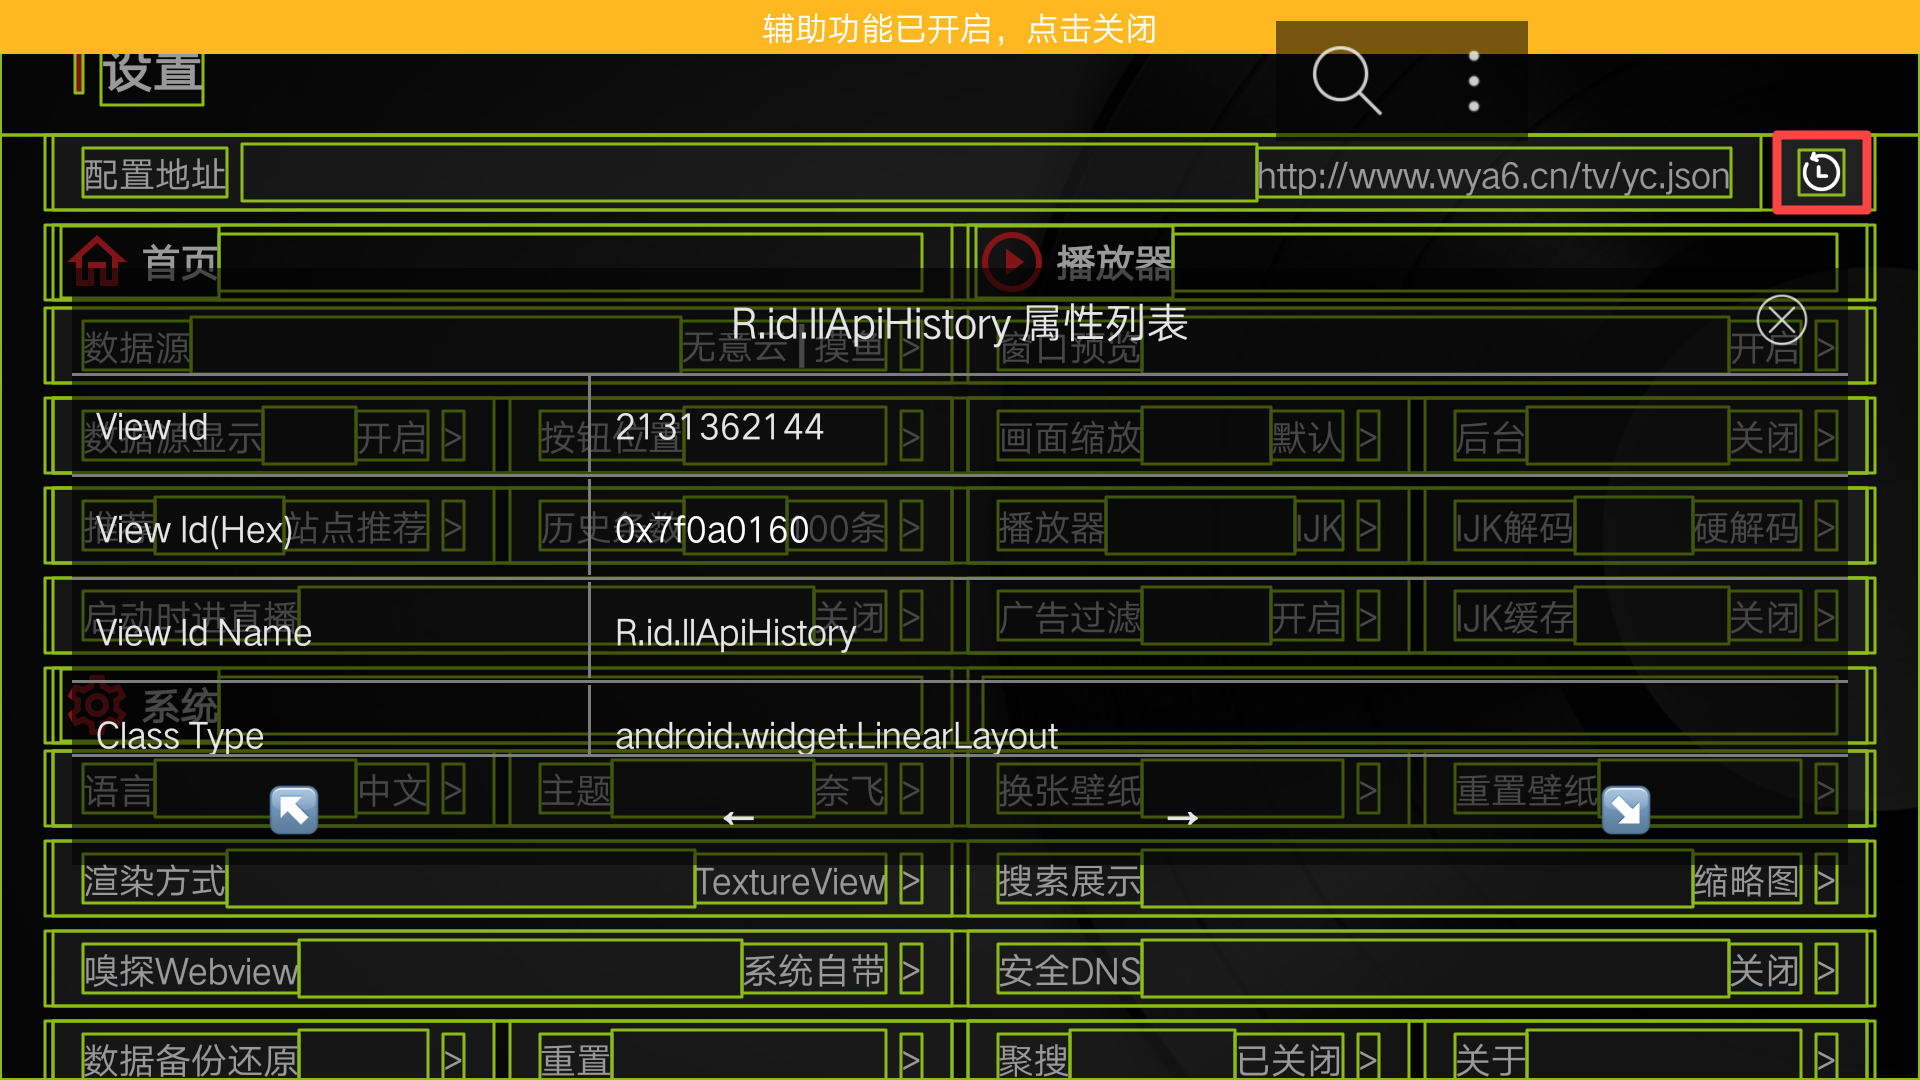 辅助功能已开启，点击关闭
设置
配置地址 http://www.wya6.cn/tv/yc.json
首页 播放器
R.id.llApiHistory 属性列表
数据源 无意云 | 摸鱼 > 窗口预览 开启 >
View Id 2131362144
数据源显示 开启 > 按钮位置 > 画面缩放 默认 > 后台 关闭 >
View Id(Hex) 0x7f0a0160
推荐 站点推荐 > 历史条数 00条 > 播放器 IJK > IJK解码 硬解码 >
启动时进直播 关闭 > 广告过滤 开启 > IJK缓存 关闭 >
View Id Name R.id.llApiHistory
系统
Class Type android.widget.LinearLayout
语言 中文 > 主题 奈飞 > 换张壁纸 > 重置壁纸 >
← →
渲染方式 TextureView > 搜索展示 缩略图 >
嗅探Webview 系统自带 > 安全DNS 关闭 >
数据备份还原 > 重置 > 聚搜 已关闭 > 关于 >